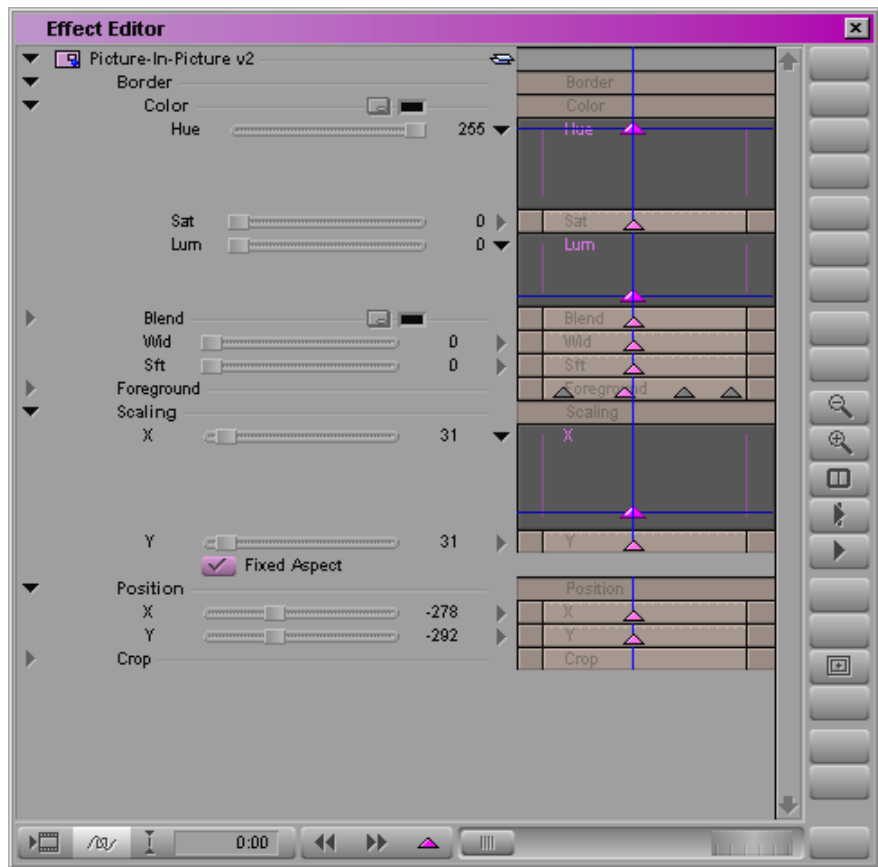 Effect Editor
Picture-In-Picture v2
Border
Border
Color
Color
Hue 255
Hue
Sat 0
Sat
Lum 0
Lum
Blend
Blend
Wid 0
Wid
Sft 0
Sft
Foreground
Foreground
Scaling
Scaling
X 31
X
Y 31
Y
Fixed Aspect
Position
Position
X -278
X
Y -292
Y
Crop
Crop
0:00